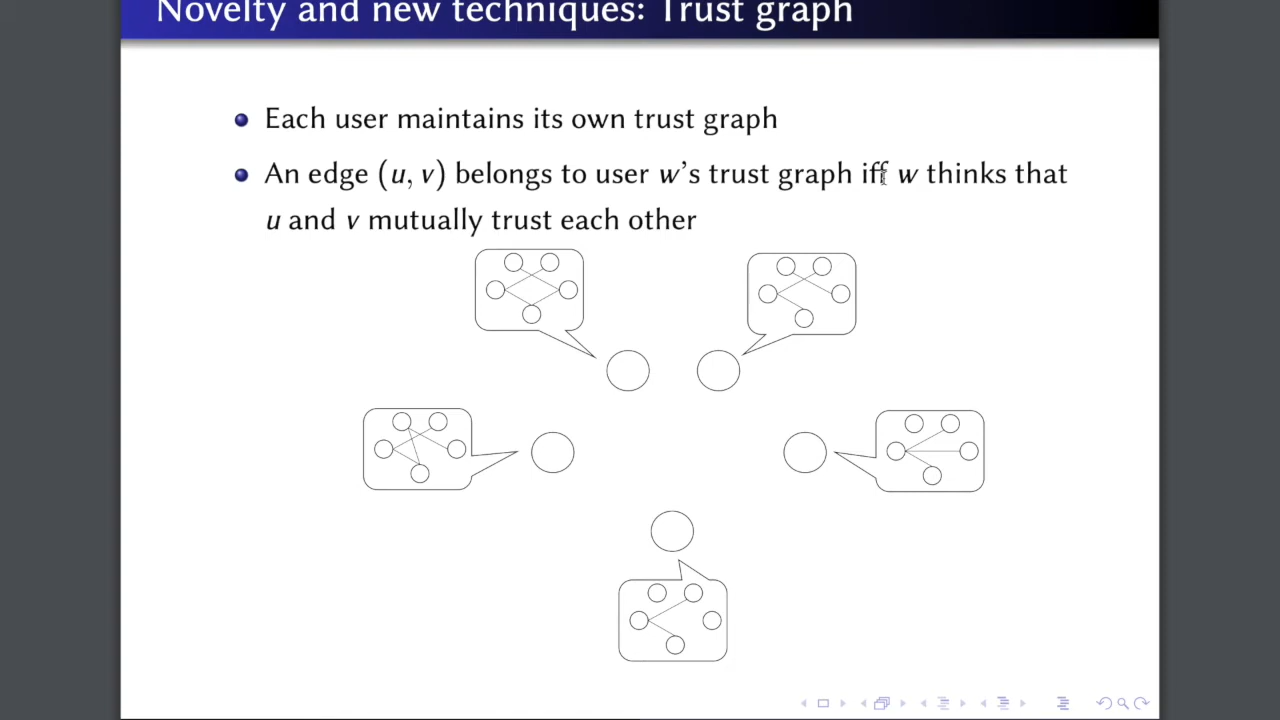 Novelty and new techniques: Trust graph
Each user maintains its own trust graph
An edge (u, v) belongs to user w's trust graph iff w thinks that
u and v mutually trust each other